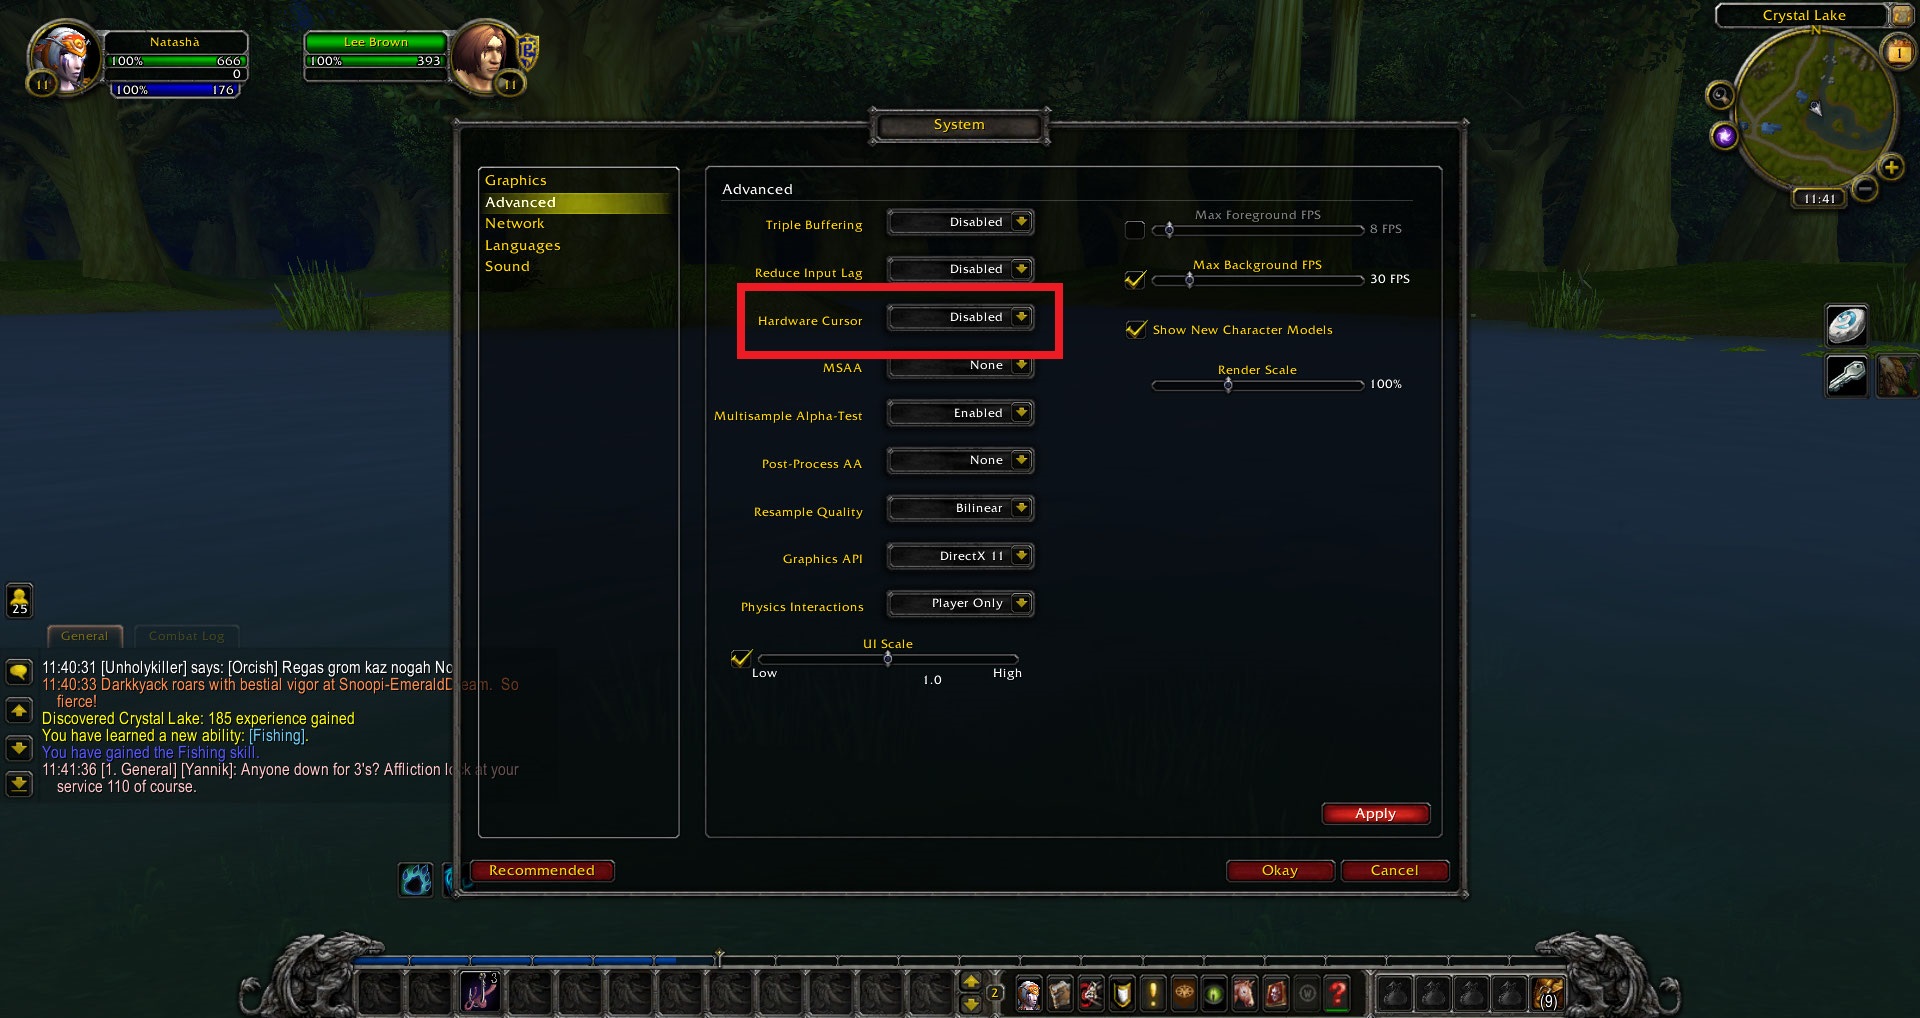 Natashà
100% 666
0
100% 176
11
Lee Brown
100% 393
11
Crystal Lake
N
1
11:41
System
Graphics
Advanced
Network
Languages
Sound
Advanced
Triple Buffering Disabled
Reduce Input Lag Disabled
Hardware Cursor Disabled
MSAA None
Multisample Alpha-Test Enabled
Post-Process AA None
Resample Quality Bilinear
Graphics API DirectX 11
Physics Interactions Player Only
UI Scale
Low 1.0 High
Max Foreground FPS
8 FPS
Max Background FPS
30 FPS
Show New Character Models
Render Scale
100%
Apply
Recommended Okay Cancel
25
General Combat Log
11:40:31 [Unholykiller] says: [Orcish] Regas grom kaz nogah No
11:40:33 Darkkyack roars with bestial vigor at Snoopi-EmeraldDream. So
fierce!
Discovered Crystal Lake: 185 experience gained
You have learned a new ability: [Fishing].
You have gained the Fishing skill.
11:41:36 [1. General] [Yannik]: Anyone down for 3's? Affliction lock at your
service 110 of course.
3
2
?
(9)